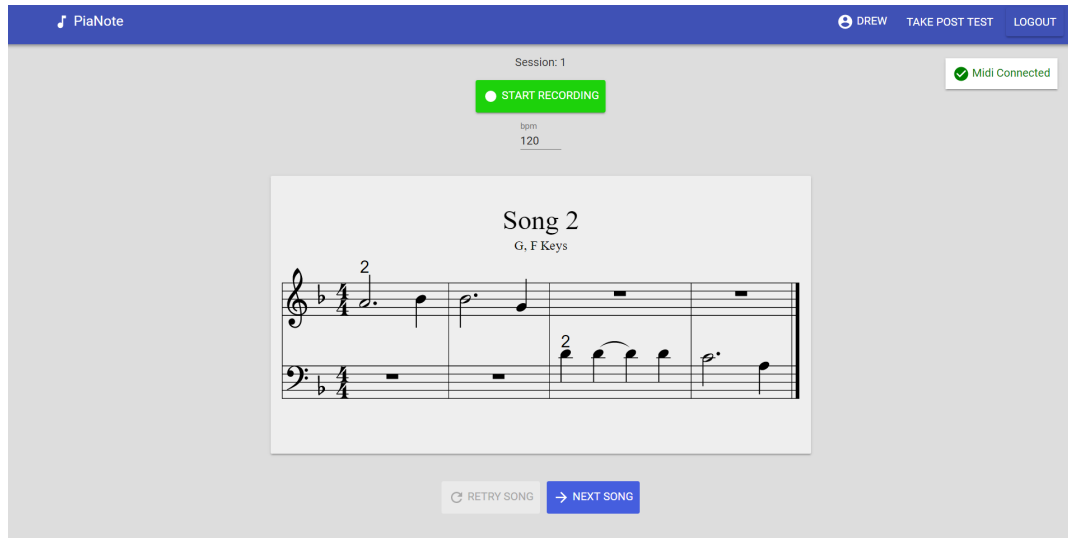 PiaNote
DREW
TAKE POST TEST
LOGOUT
Session: 1
Midi Connected
START RECORDING
bpm
120
Song 2
G, F Keys
2
4
4
2
4
4
RETRY SONG
NEXT SONG